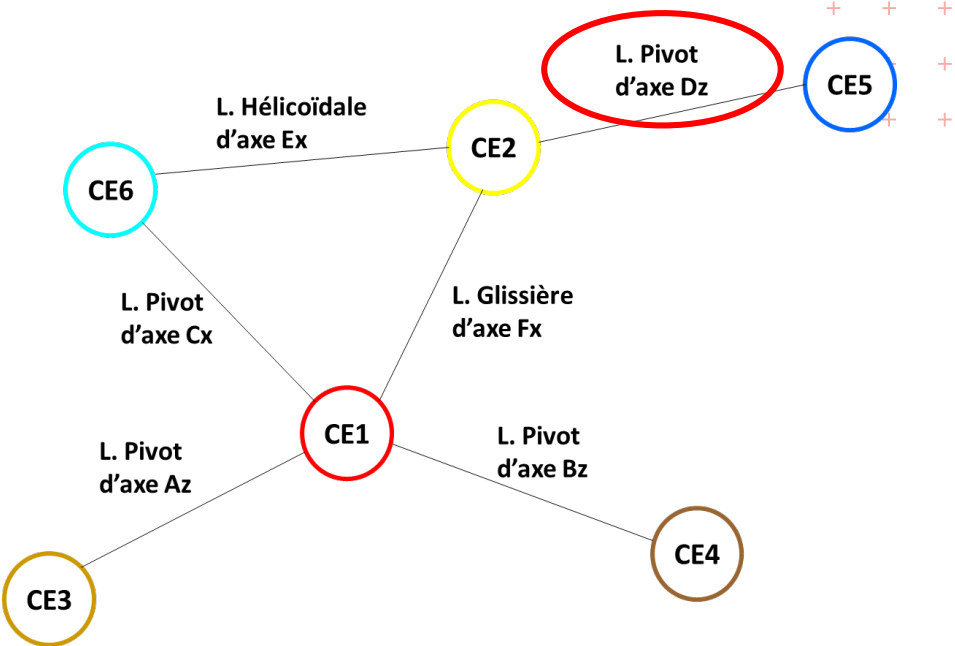 L. Pivot
d’axe Dz
CE5
L. Hélicoïdale
d’axe Ex
CE2
CE6
L. Pivot
d’axe Cx
L. Glissière
d’axe Fx
CE1
L. Pivot
d’axe Az
L. Pivot
d’axe Bz
CE4
CE3